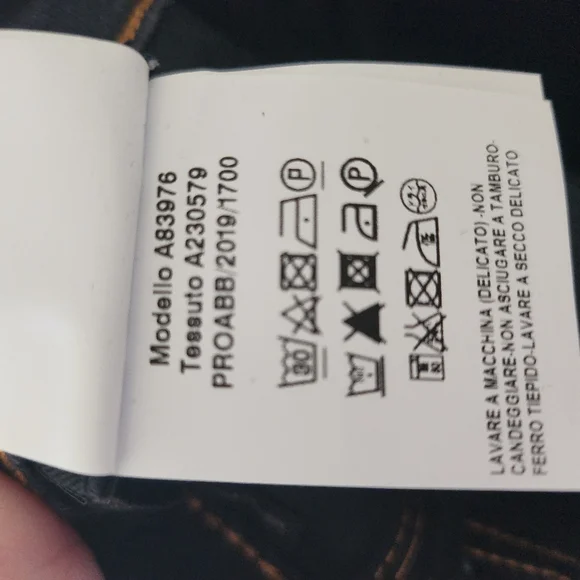 Modello A83976
Tessuto A230579
PROABB/2019/1700
30 P
P
LAVARE A MACCHINA (DELICATO) -NON
CANDEGGIARE-NON ASCIUGARE A TAMBURO-
FERRO TIEPIDO-LAVARE A SECCO DELICATO